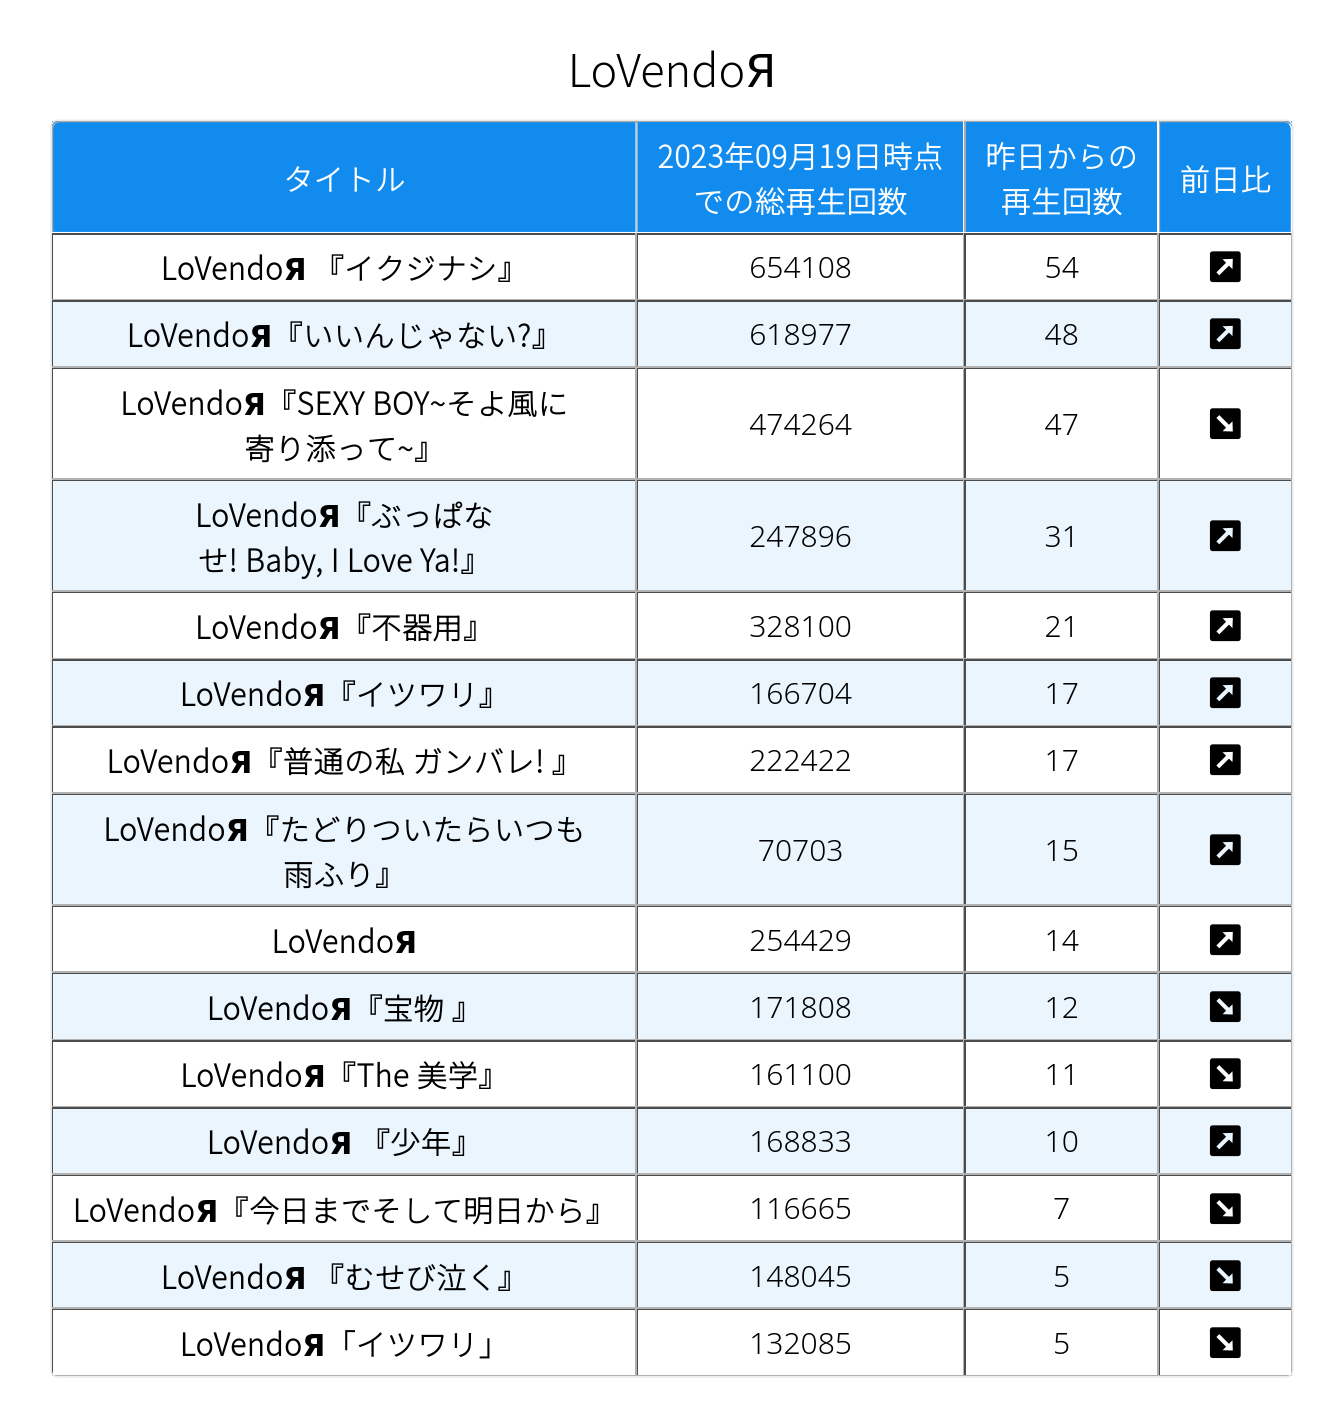 LoVendoЯ
タイトル
2023年09月19日時点
での総再生回数
昨日からの
再生回数
前日比
LoVendoЯ 『イクジナシ』
654108
54
LoVendoЯ『いいんじゃない?』
618977
48
LoVendoЯ『SEXY BOY~そよ風に
寄り添って~』
474264
47
LoVendoЯ『ぶっぱな
せ! Baby, I Love Ya!』
247896
31
LoVendoЯ『不器用』
328100
21
LoVendoЯ『イツワリ』
166704
17
LoVendoЯ『普通の私 ガンバレ! 』
222422
17
LoVendoЯ『たどりついたらいつも
雨ふり』
70703
15
LoVendoЯ
254429
14
LoVendoЯ『宝物 』
171808
12
LoVendoЯ『The 美学』
161100
11
LoVendoЯ 『少年』
168833
10
LoVendoЯ『今日までそして明日から』
116665
7
LoVendoЯ 『むせび泣く』
148045
5
LoVendoЯ「イツワリ」
132085
5